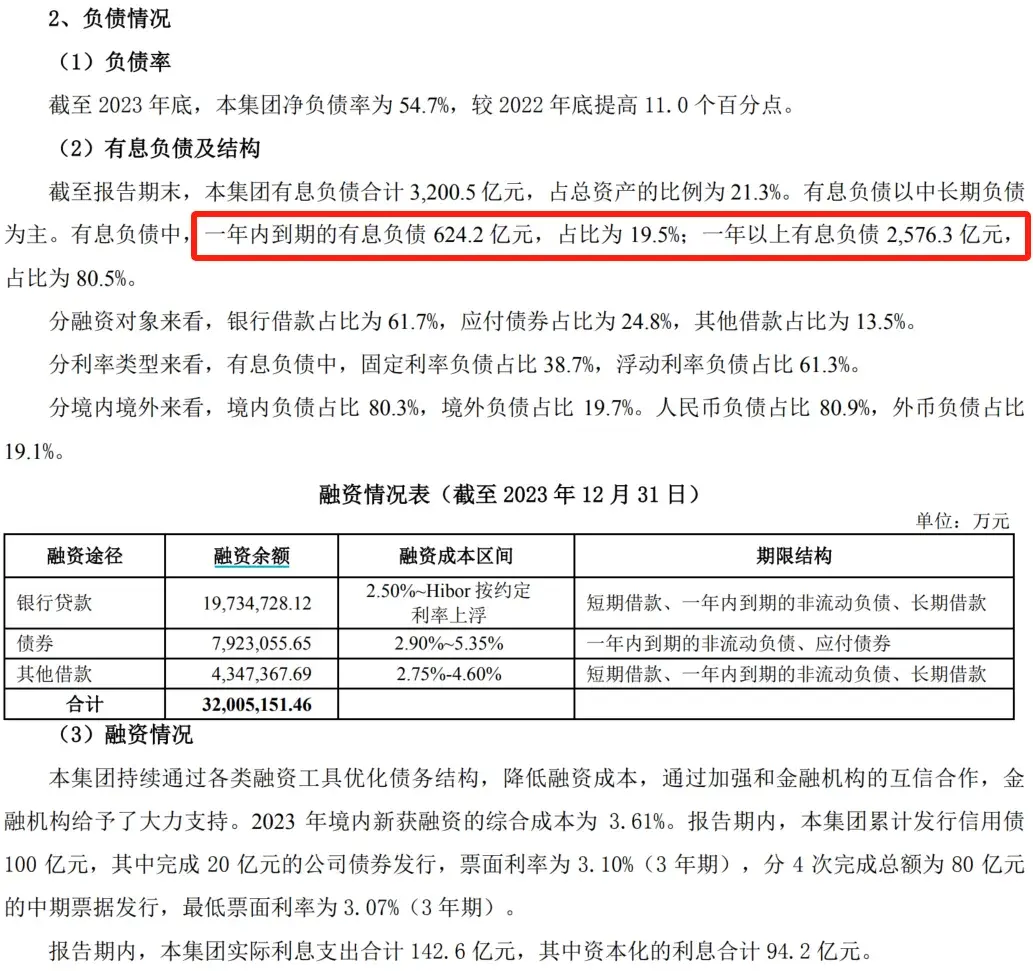 2、负债情况
（1）负债率
截至 2023 年底，本集团净负债率为 54.7%，较 2022 年底提高 11.0 个百分点。
（2）有息负债及结构
截至报告期末，本集团有息负债合计 3,200.5 亿元，占总资产的比例为 21.3%。有息负债以中长期负债
为主。有息负债中，一年内到期的有息负债 624.2 亿元，占比为 19.5%；一年以上有息负债 2,576.3 亿元，
占比为 80.5%。
分融资对象来看，银行借款占比为 61.7%，应付债券占比为 24.8%，其他借款占比为 13.5%。
分利率类型来看，有息负债中，固定利率负债占比 38.7%，浮动利率负债占比 61.3%。
分境内境外来看，境内负债占比 80.3%，境外负债占比 19.7%。人民币负债占比 80.9%，外币负债占比
19.1%。
融资情况表（截至 2023 年 12 月 31 日）
单位：万元
融资途径 融资余额 融资成本区间 期限结构
银行贷款 19,734,728.12 2.50%~Hibor 按约定
利率上浮 短期借款、一年内到期的非流动负债、长期借款
债券 7,923,055.65 2.90%~5.35% 一年内到期的非流动负债、应付债券
其他借款 4,347,367.69 2.75%-4.60% 短期借款、一年内到期的非流动负债、长期借款
合计 32,005,151.46
（3）融资情况
本集团持续通过各类融资工具优化债务结构，降低融资成本，通过加强和金融机构的互信合作，金
融机构给予了大力支持。2023 年境内新获融资的综合成本为 3.61%。报告期内，本集团累计发行信用债
100 亿元，其中完成 20 亿元的公司债券发行，票面利率为 3.10%（3 年期），分 4 次完成总额为 80 亿元
的中期票据发行，最低票面利率为 3.07%（3 年期）。
报告期内，本集团实际利息支出合计 142.6 亿元，其中资本化的利息合计 94.2 亿元。